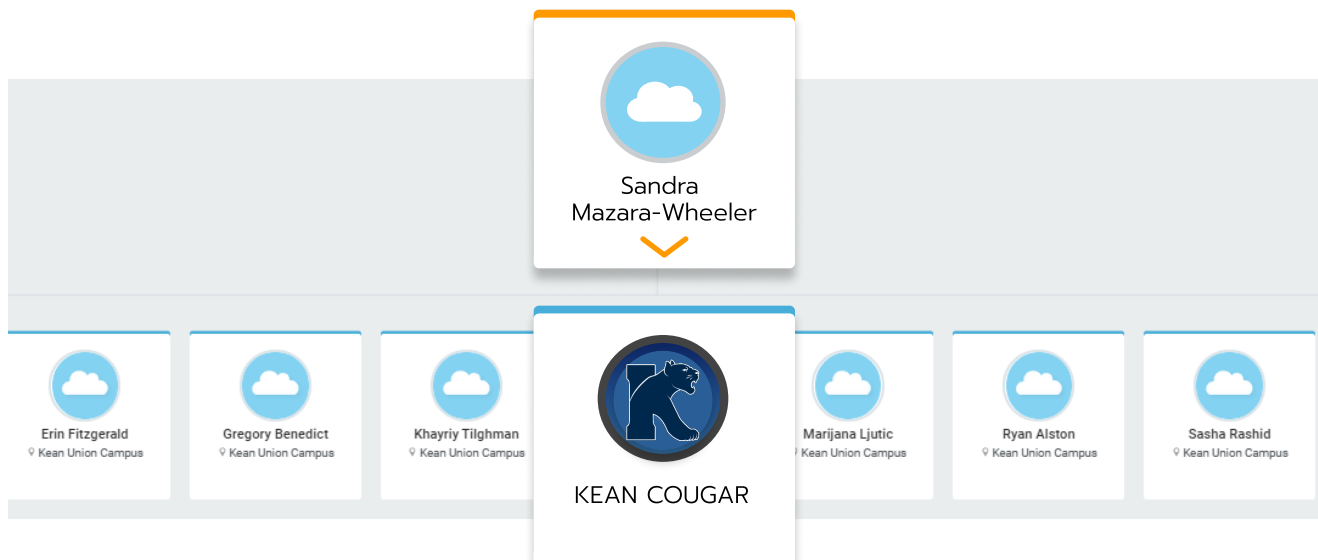 Sandra
Mazara-Wheeler
Erin Fitzgerald
Kean Union Campus
Gregory Benedict
Kean Union Campus
Khayriy Tilghman
Kean Union Campus
K
KEAN COUGAR
Marijana Ljutic
Kean Union Campus
Ryan Alston
Kean Union Campus
Sasha Rashid
Kean Union Campus